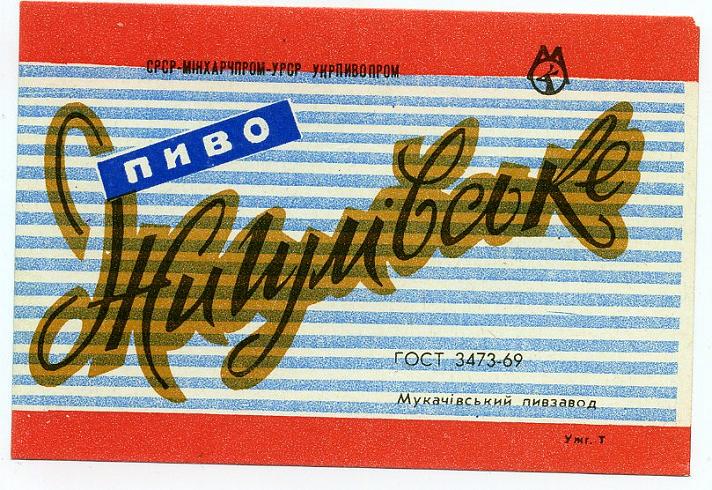 СРСР-МІНХАРЧПРОМ-УРСР УКРПИВОПРОМ
ПИВО
Жигулівське
ГОСТ 3473-69
Мукачівський пивзавод
Ужг. Т